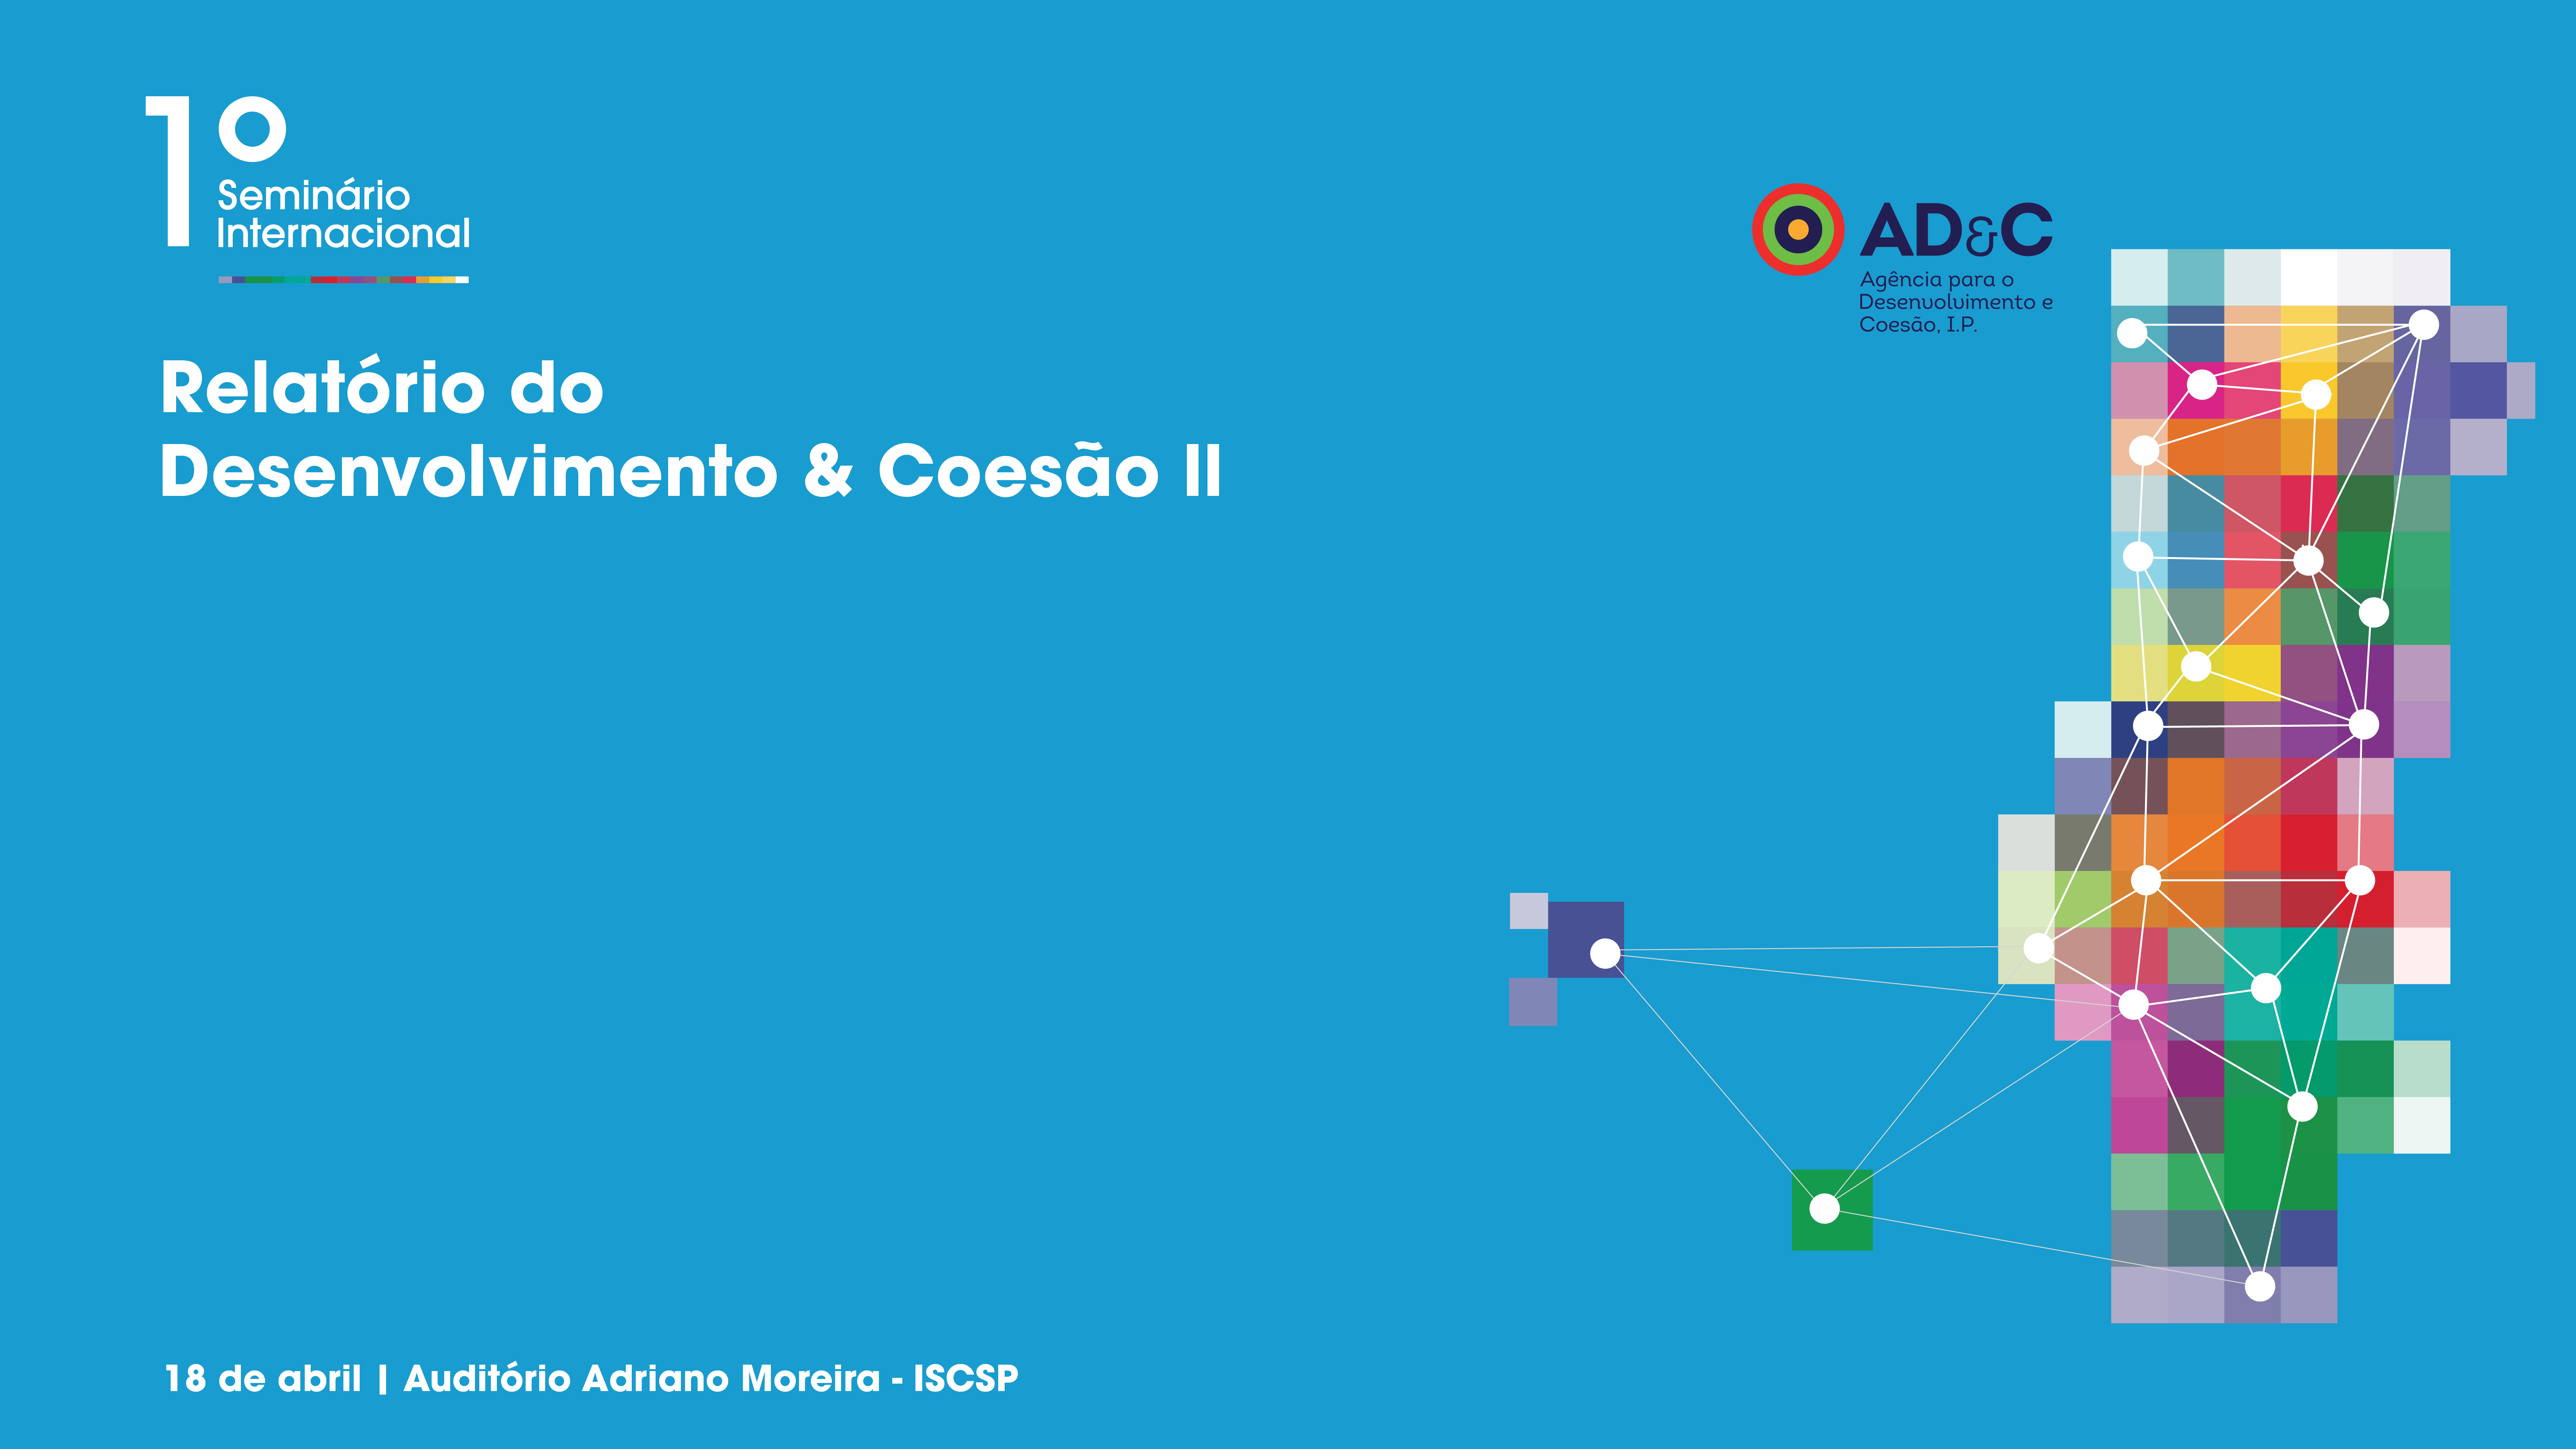 1º
Seminário
Internacional
Relatório do
Desenvolvimento & Coesão II
AD&C
Agência para o
Desenvolvimento e
Coesão, I.P.
18 de abril | Auditório Adriano Moreira - ISCSP